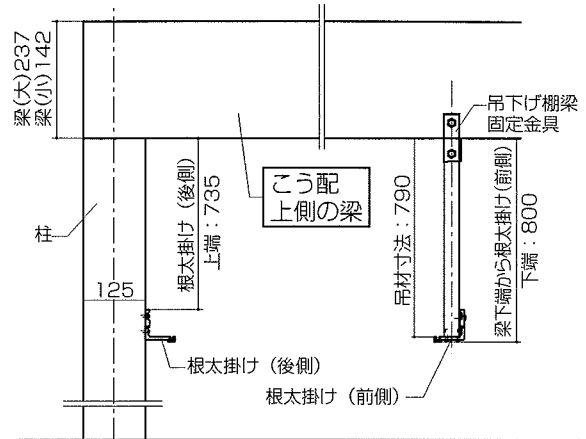 梁(大)237
梁(小)142
吊下げ棚梁
固定金具
こう配
上側の梁
根太掛け（後側）
上端：735
吊材寸法：790
梁下端から根太掛け(前側)
下端：800
柱
125
根太掛け（後側）
根太掛け（前側）